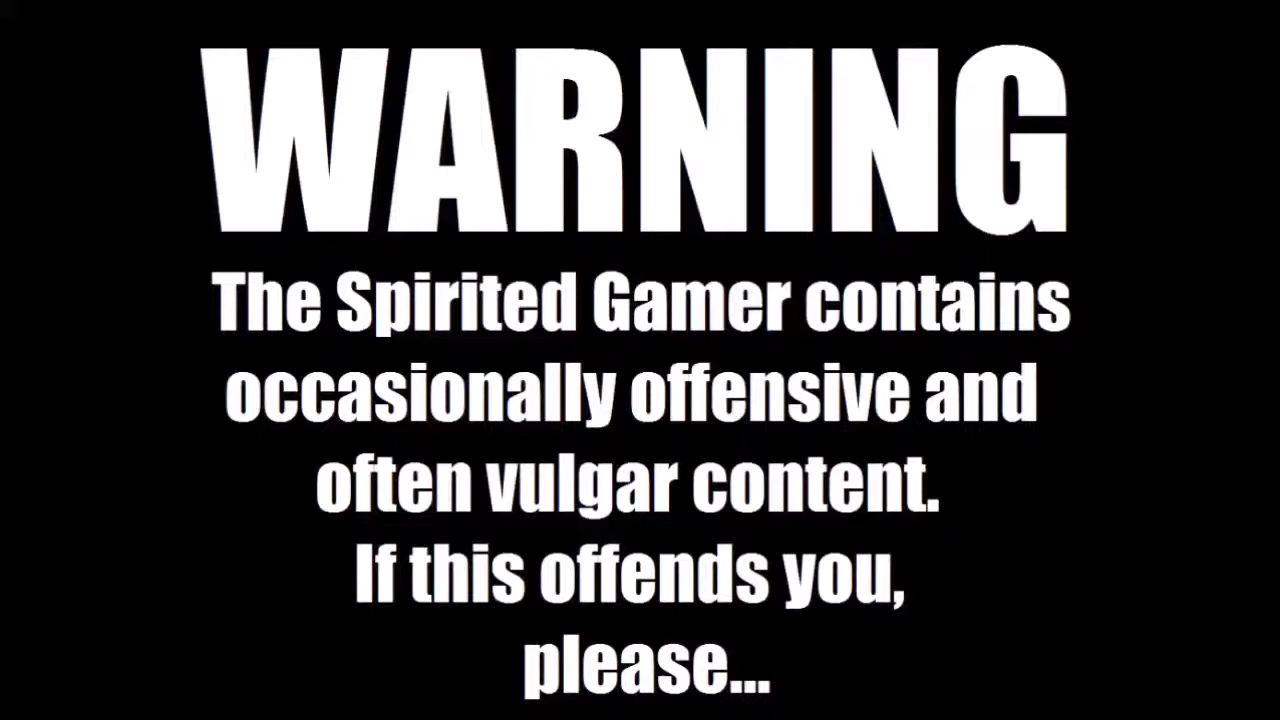 WARNING
The Spirited Gamer contains
occasionally offensive and
often vulgar content.
If this offends you,
please...